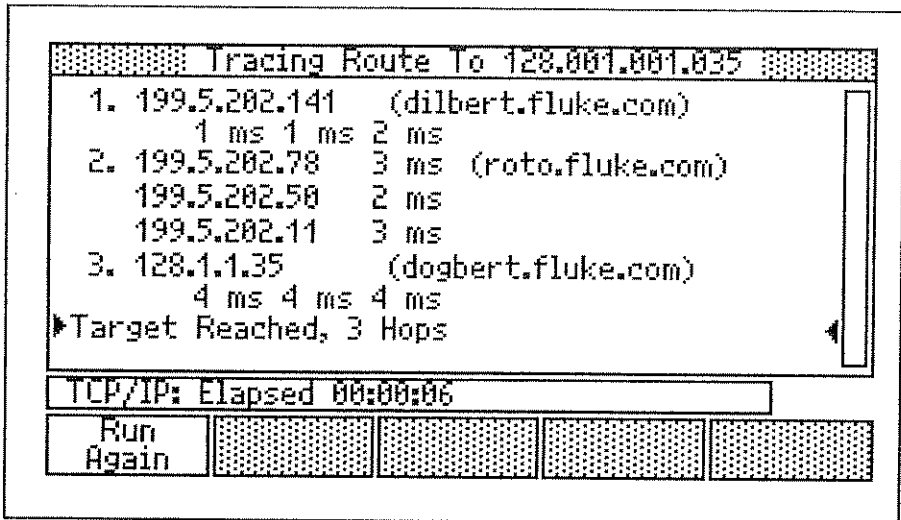 Tracing Route To 128.001.001.035
1. 199.5.202.141 (dilbert.fluke.com)
1 ms 1 ms 2 ms
2. 199.5.202.78 3 ms (roto.fluke.com)
199.5.202.50 2 ms
199.5.202.11 3 ms
3. 128.1.1.35 (dogbert.fluke.com)
4 ms 4 ms 4 ms
Target Reached, 3 Hops
TCP/IP: Elapsed 00:00:06
Run
Again